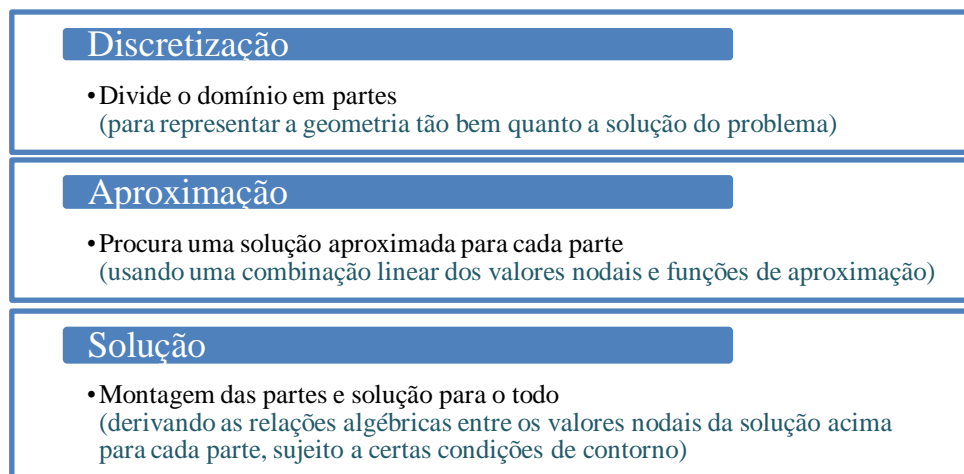 Discretização
•Divide o domínio em partes
(para representar a geometria tão bem quanto a solução do problema)
Aproximação
•Procura uma solução aproximada para cada parte
(usando uma combinação linear dos valores nodais e funções de aproximação)
Solução
•Montagem das partes e solução para o todo
(derivando as relações algébricas entre os valores nodais da solução acima
para cada parte, sujeito a certas condições de contorno)